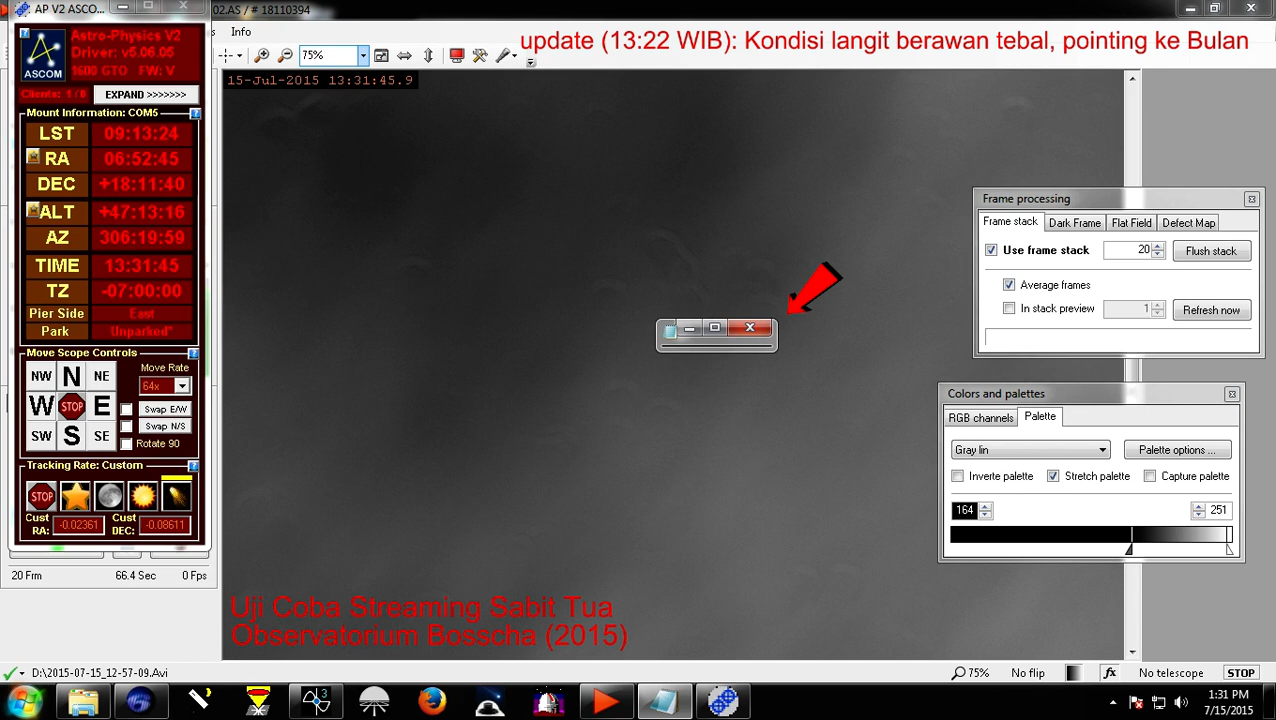 AP V2 ASCO...
02.AS / # 18110394
Info
Astro-Physics V2
Driver: v5.06.05
1600 GTO FW: V
ASCOM
Clients: 1 / 0
EXPAND >>>>>>>
75%
update (13:22 WIB): Kondisi langit berawan tebal, pointing ke Bulan
15-Jul-2015 13:31:45.9
Mount Information: COM5
LST 09:13:24
RA 06:52:45
DEC +18:11:40
ALT +47:13:16
AZ 306:19:59
TIME 13:31:45
TZ -07:00:00
Pier Side East
Park Unparked"
Move Scope Controls
NW N NE
W STOP E
SW S SE
Move Rate
64x
Swap E/W
Swap N/S
Rotate 90
Tracking Rate: Custom
STOP
Cust RA: -0.02361
Cust DEC: -0.08611
20 Frm 66.4 Sec 0 Fps
Frame processing
Frame stack Dark Frame Flat Field Defect Map
Use frame stack 20 Flush stack
Average frames
In stack preview 1 Refresh now
Colors and palettes
RGB channels Palette
Gray lin Palette options ...
Inverte palette Stretch palette Capture palette
164 251
Uji Coba Streaming Sabit Tua
Observatorium Bosscha (2015)
D:\2015-07-15_12-57-09.Avi
75% No flip fx No telescope STOP
1:31 PM
7/15/2015